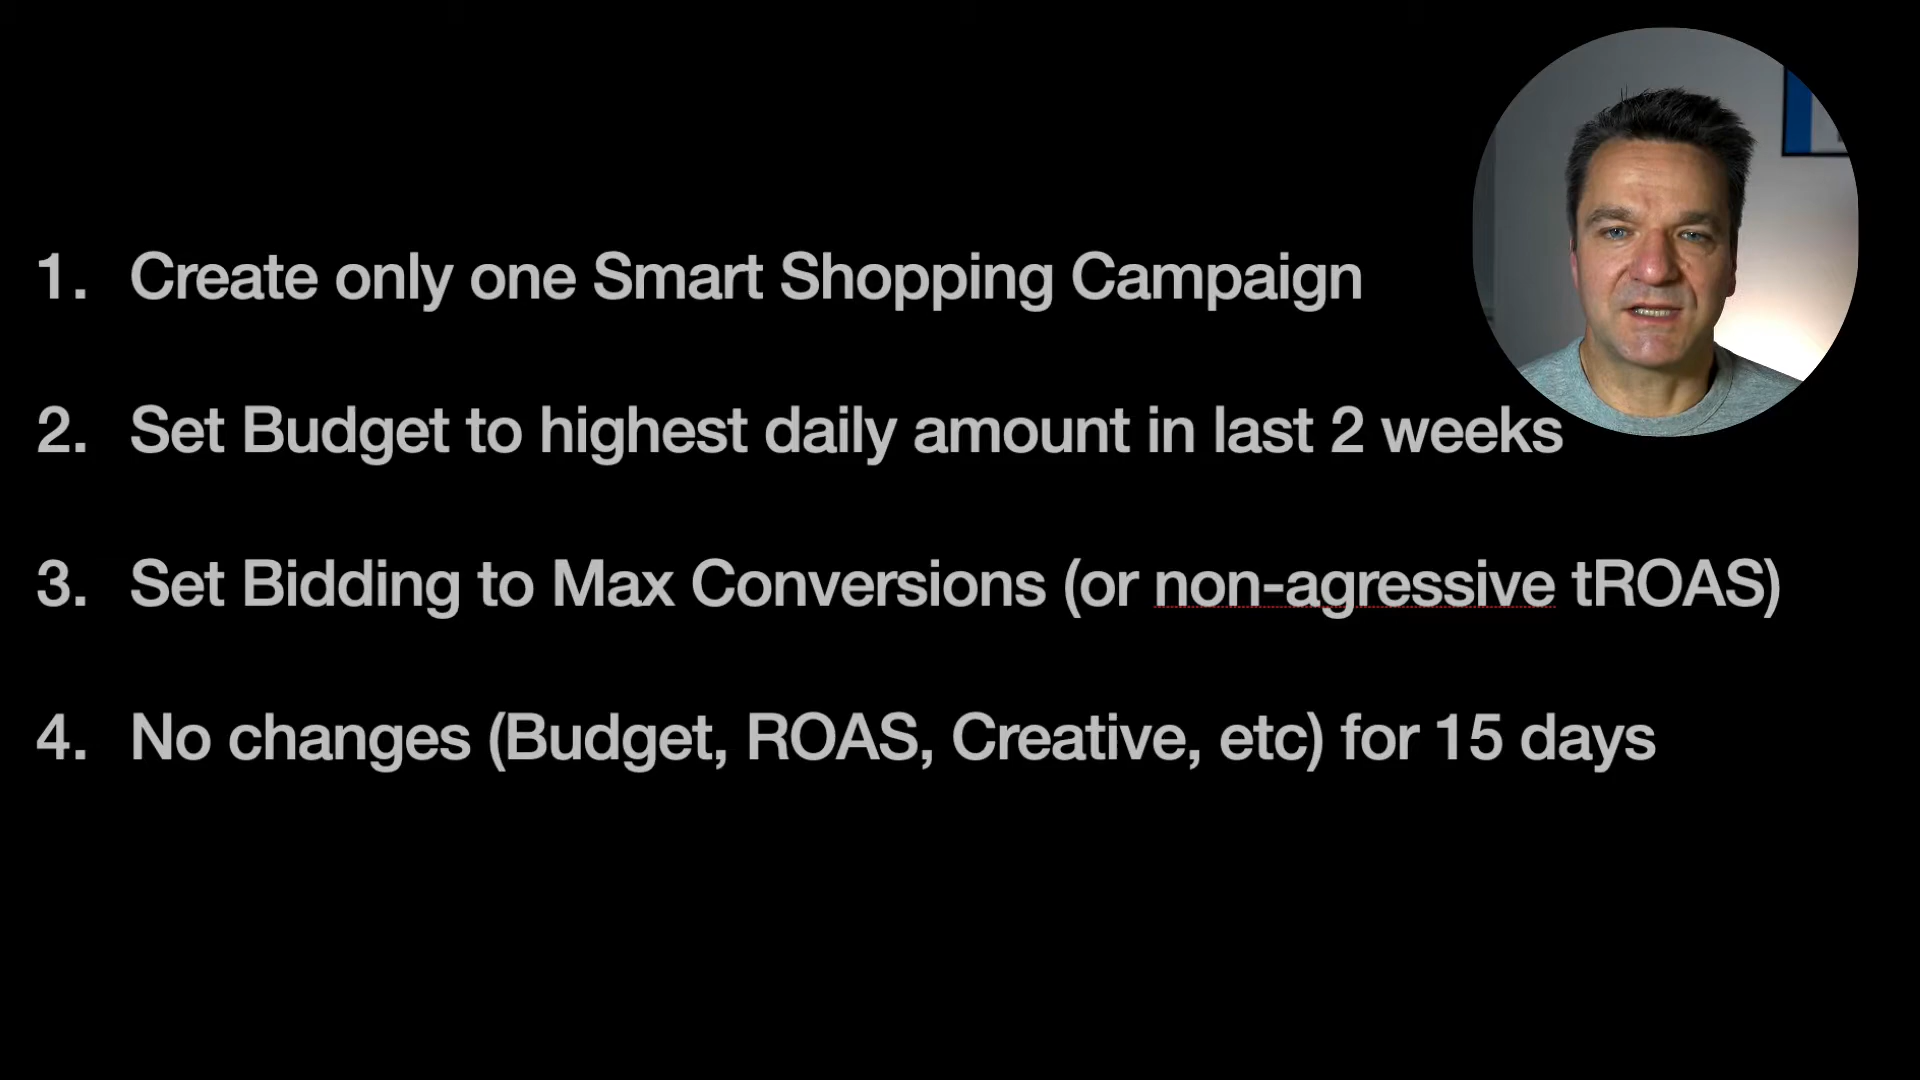 1. Create only one Smart Shopping Campaign
2. Set Budget to highest daily amount in last 2 weeks
3. Set Bidding to Max Conversions (or non-agressive tROAS)
4. No changes (Budget, ROAS, Creative, etc) for 15 days